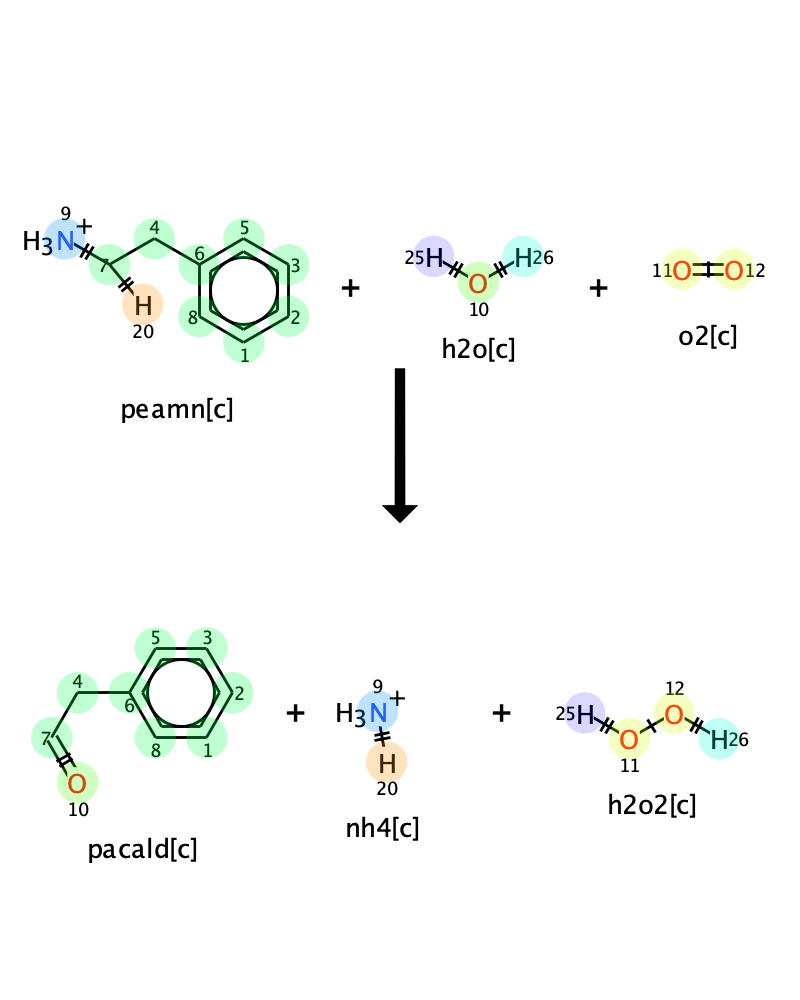 9
H3N+
4
5
7
6
3
H
20
8
2
1
peamn[c]
+
25H
H26
O
10
h2o[c]
+
11O O12
o2[c]
5
3
4
6
2
7
8
1
O
10
pacald[c]
+
9
H3N+
H
20
nh4[c]
+
12
25H
O
O
H26
11
h2o2[c]